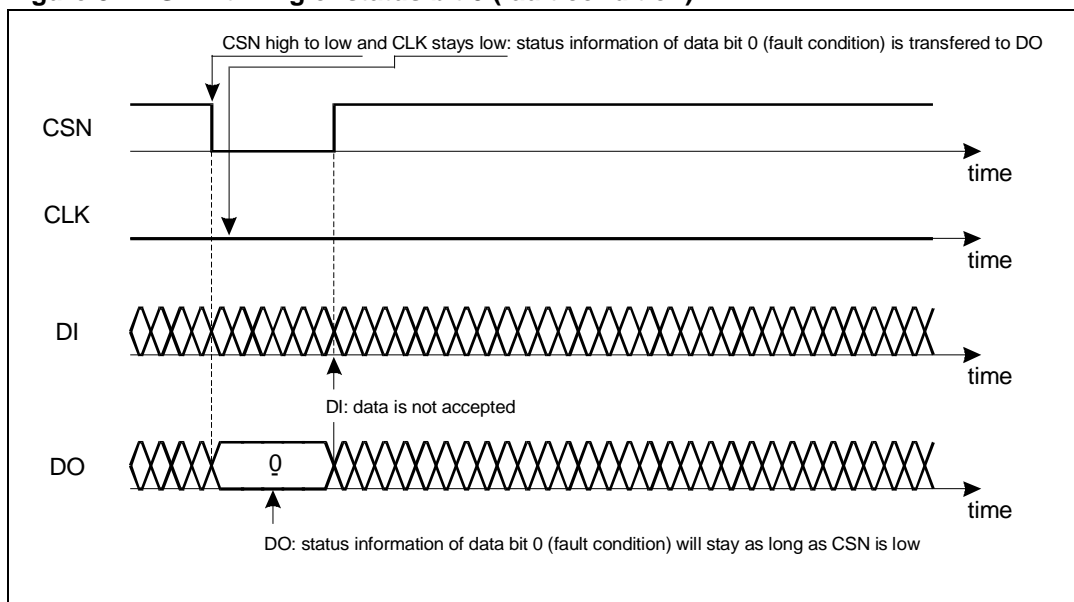 CSN high to low and CLK stays low: status information of data bit 0 (fault condition) is transfered to DO
CSN
time
CLK
time
DI
time
DI: data is not accepted
DO
0
time
DO: status information of data bit 0 (fault condition) will stay as long as CSN is low